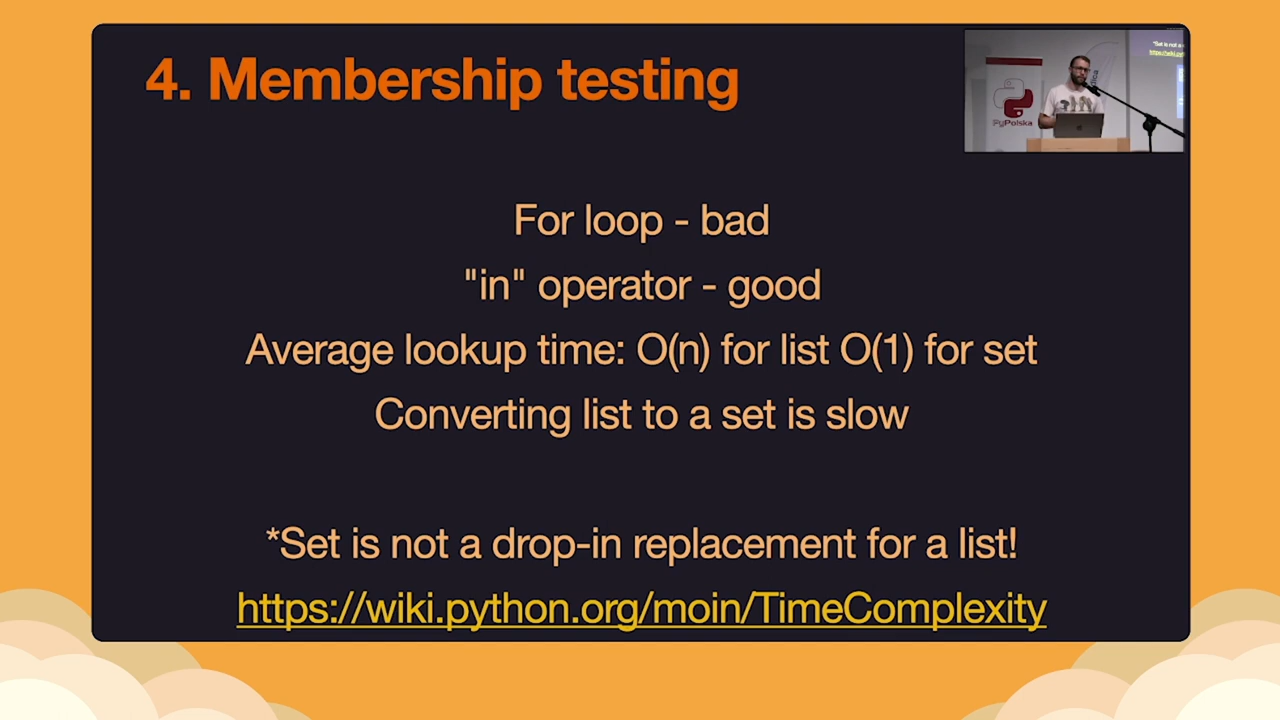 4. Membership testing
For loop - bad
"in" operator - good
Average lookup time: O(n) for list O(1) for set
Converting list to a set is slow
*Set is not a drop-in replacement for a list!
https://wiki.python.org/moin/TimeComplexity
PyPolska